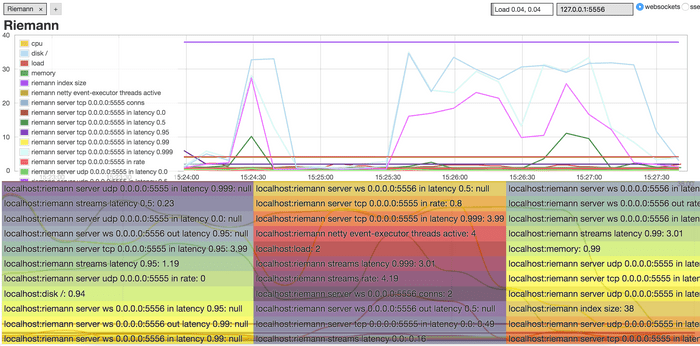 Riemann × +
Load 0.04, 0.04 127.0.0.1:5556 websockets sse
Riemann
40
30
20
10
0
cpu
disk /
load
memory
riemann index size
riemann netty event-executor threads active
riemann server tcp 0.0.0.0:5555 conns
riemann server tcp 0.0.0.0:5555 in latency 0.0
riemann server tcp 0.0.0.0:5555 in latency 0.5
riemann server tcp 0.0.0.0:5555 in latency 0.95
riemann server tcp 0.0.0.0:5555 in latency 0.99
riemann server tcp 0.0.0.0:5555 in latency 0.999
riemann server tcp 0.0.0.0:5555 in rate
15:24:30 15:25:00 15:25:30 15:26:00 15:26:30 15:27:00 15:27:30
localhost:riemann server udp 0.0.0.0:5555 in latency 0.999: null
localhost:riemann streams latency 0.5: 0.23
localhost:riemann server udp 0.0.0.0:5555 in latency 0.0: null
localhost:riemann server ws 0.0.0.0:5556 out latency 0.95: null
localhost:riemann server tcp 0.0.0.0:5555 in latency 0.95: 3.99
localhost:riemann streams latency 0.95: 1.19
localhost:riemann server udp 0.0.0.0:5555 in rate: 0
localhost:disk /: 0.94
localhost:riemann server ws 0.0.0.0:5556 in latency 0.95: null
localhost:riemann server ws 0.0.0.0:5556 out latency 0.99: null
localhost:riemann server ws 0.0.0.0:5556 in latency 0.99: null
localhost:riemann server ws 0.0.0.0:5556 in latency 0.5: null
localhost:riemann server tcp 0.0.0.0:5555 in rate: 0.8
localhost:riemann server tcp 0.0.0.0:5555 in latency 0.999: 3.99
localhost:riemann netty event-executor threads active: 4
localhost:load: 2
localhost:riemann streams latency 0.999: 3.01
localhost:riemann streams rate: 4.19
localhost:riemann server ws 0.0.0.0:5556 conns: 2
localhost:riemann server ws 0.0.0.0:5556 out latency 0.5: null
localhost:riemann server tcp 0.0.0.0:5555 in latency 0.0: 0.49
localhost:riemann streams latency 0.0: 0.16
localhost:riemann server ws 0.0.0.0:5556 in laten
localhost:riemann server ws 0.0.0.0:5556 out rate
localhost:riemann server ws 0.0.0.0:5556 in laten
localhost:riemann streams latency 0.99: 3.01
localhost:memory: 0.99
localhost:riemann server tcp 0.0.0.0:5555 in laten
localhost:riemann server udp 0.0.0.0:5555 in late
localhost:riemann server udp 0.0.0.0:5555 in late
localhost:riemann index size: 38
localhost:riemann server udp 0.0.0.0:5555 in late
localhost:riemann server tcp 0.0.0.0:5555 in laten